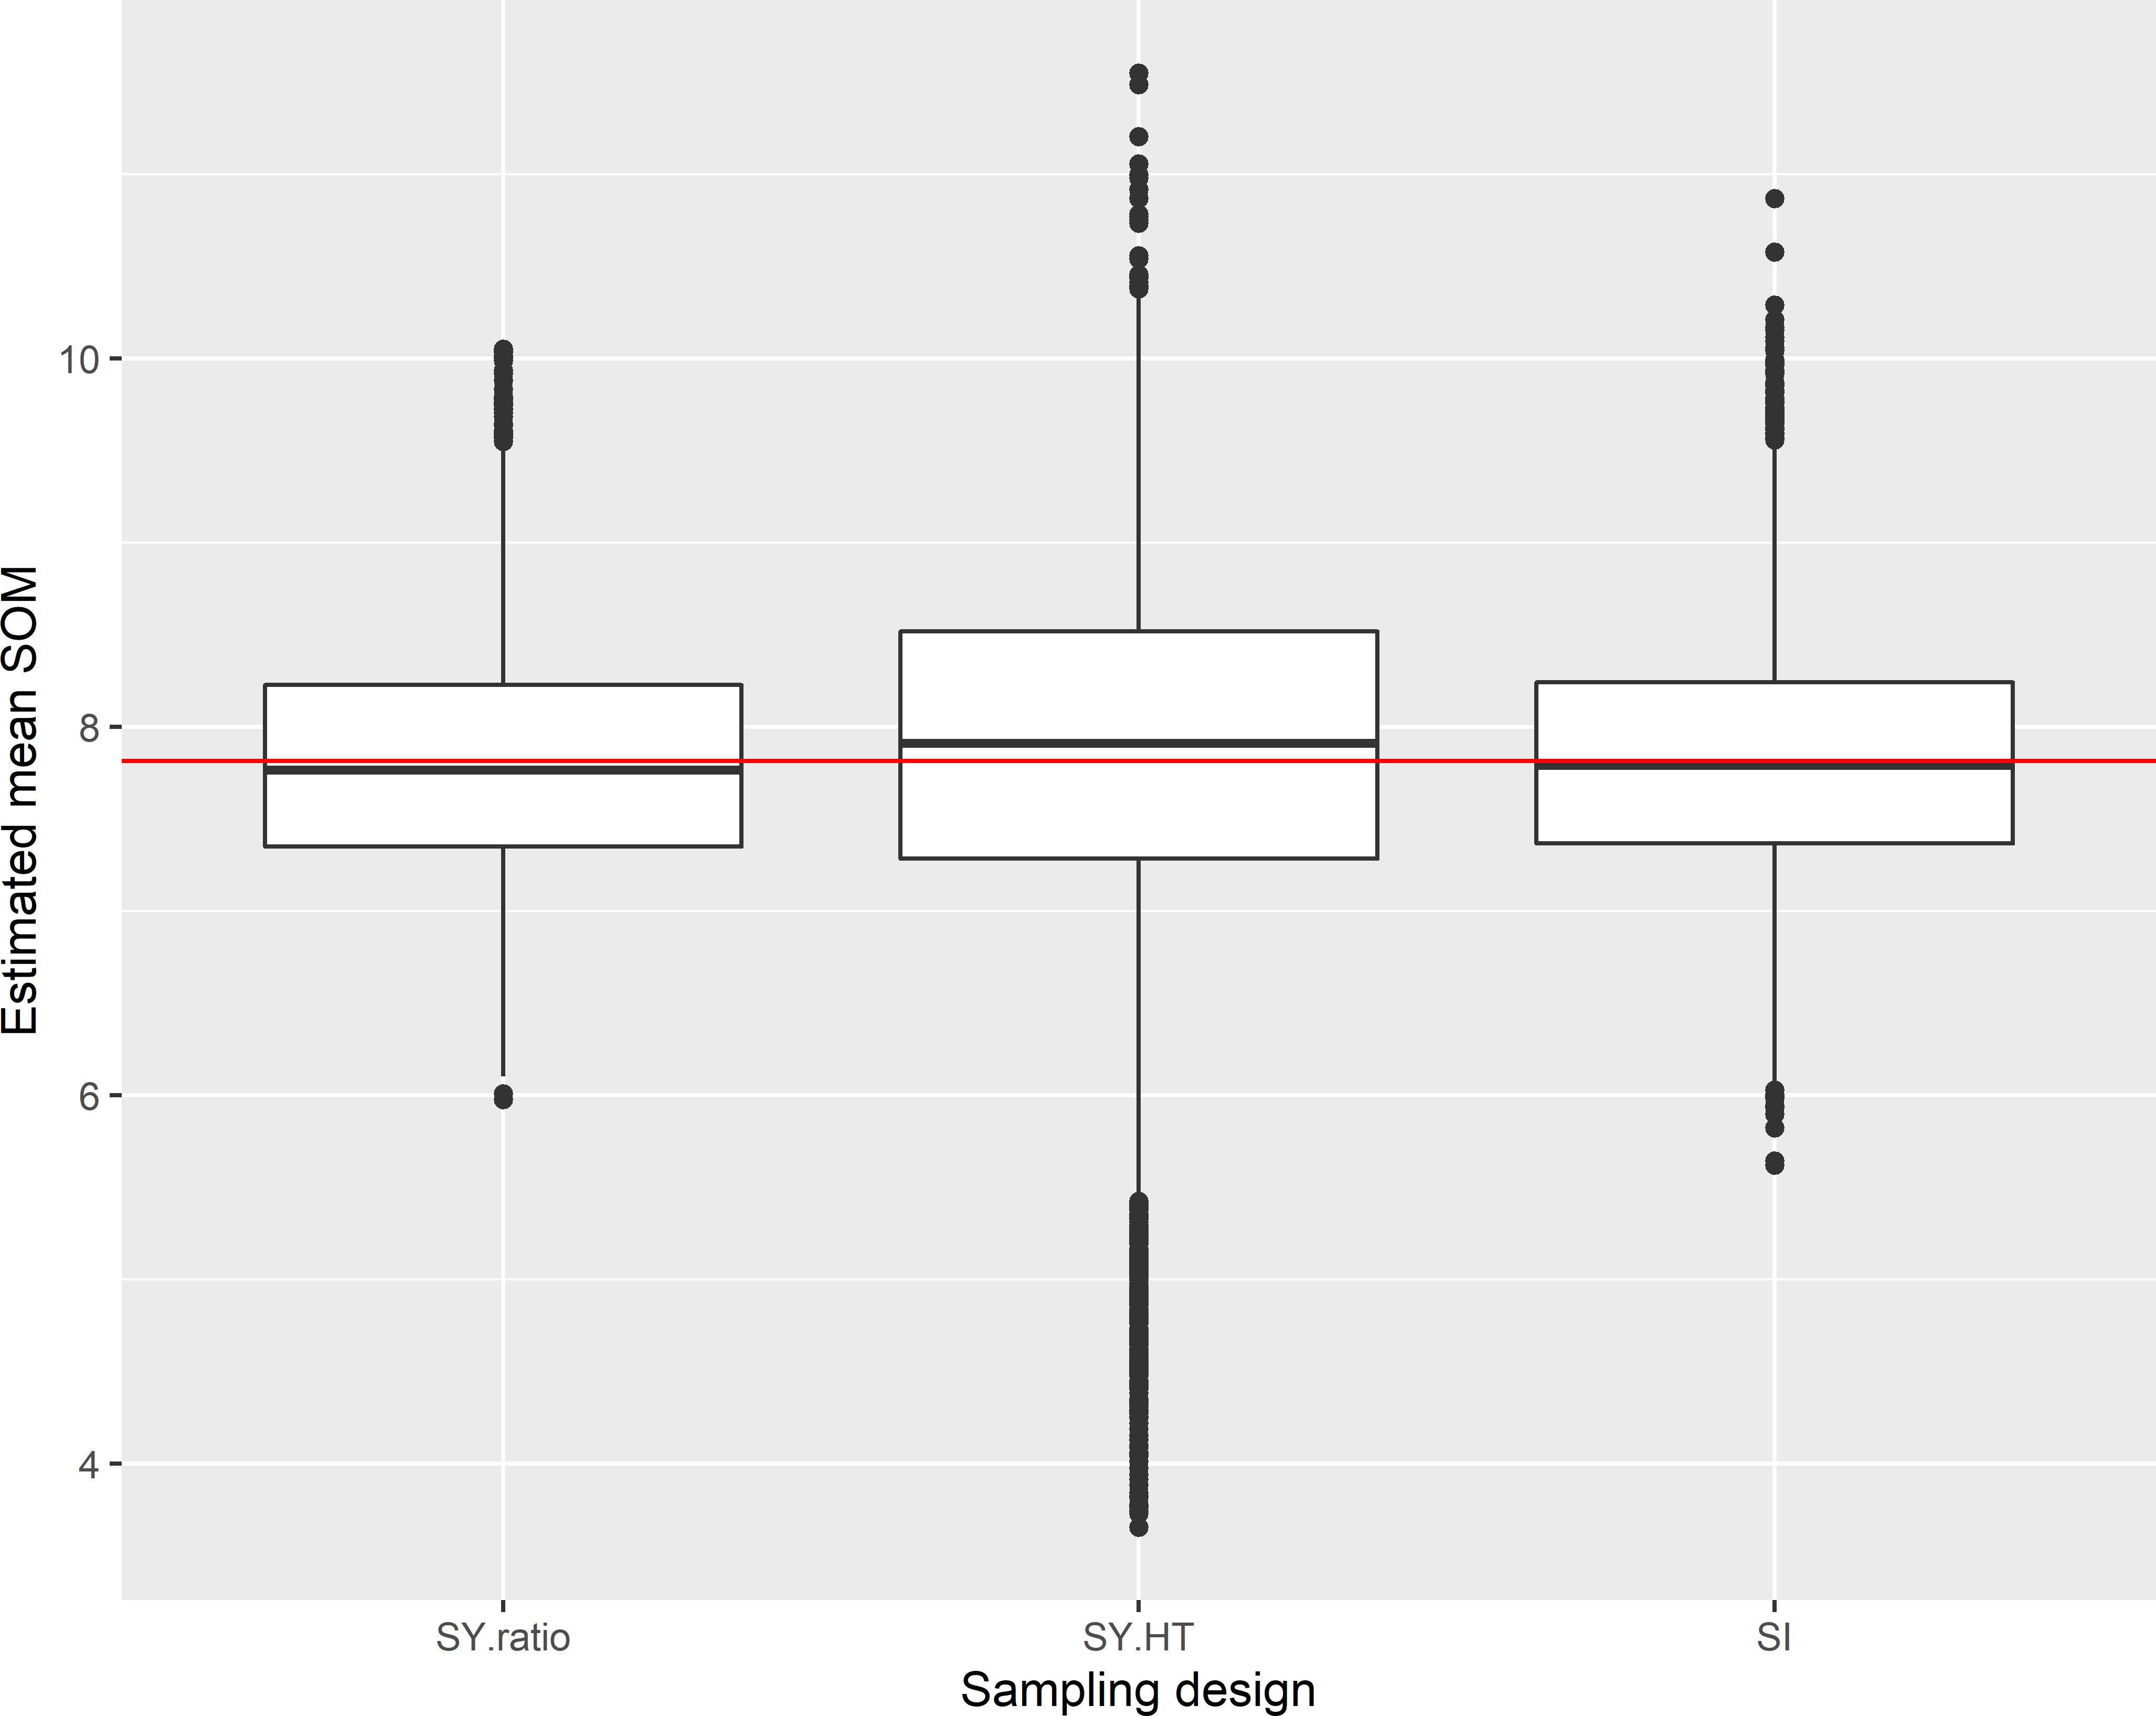 Estimated mean SOM
10
8
6
4
SY.ratio SY.HT SI
Sampling design